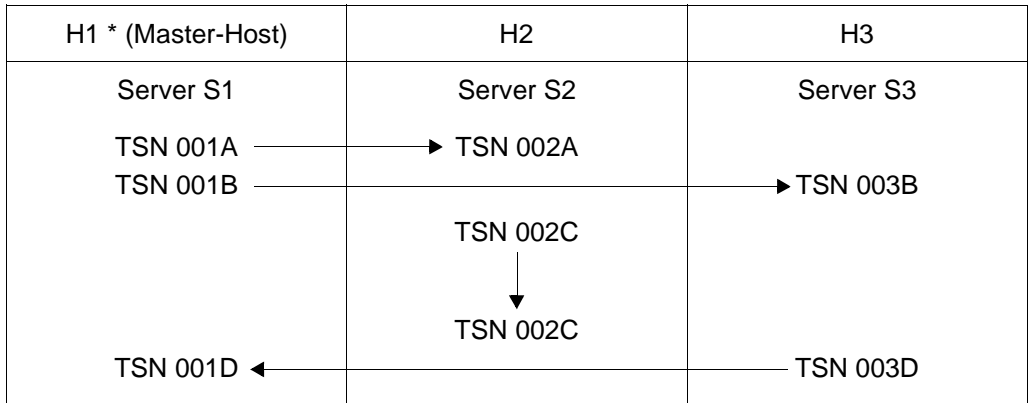 H1 * (Master-Host) H2 H3
Server S1 Server S2 Server S3
TSN 001A TSN 002A
TSN 001B TSN 003B
TSN 002C
TSN 002C
TSN 001D TSN 003D